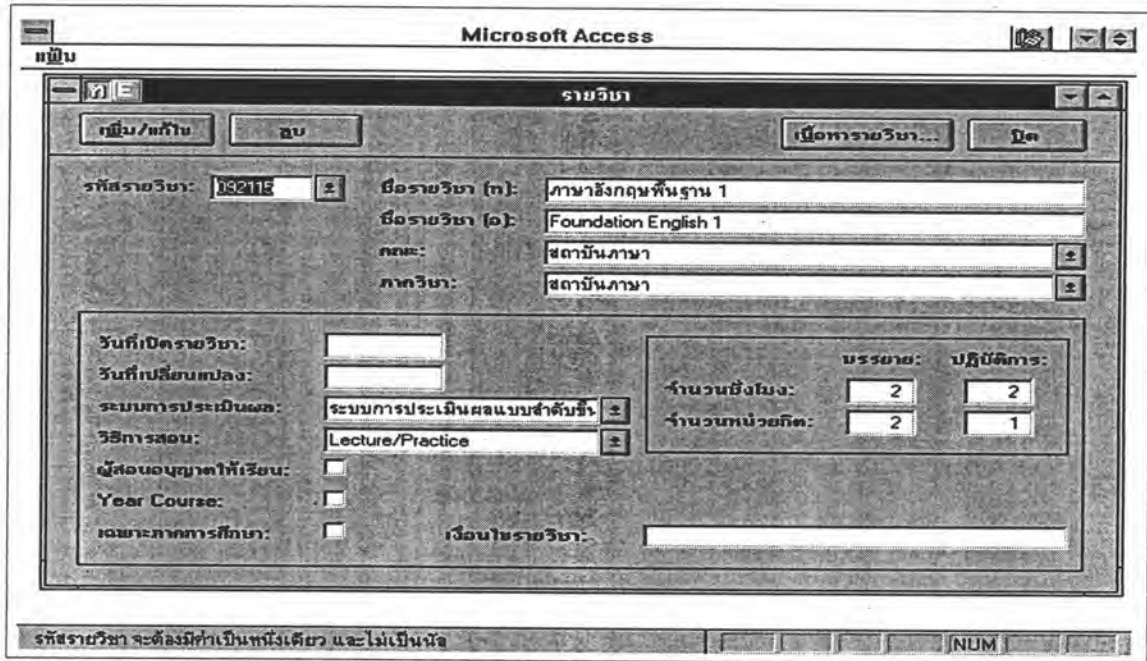 Microsoft Access
แฟ้ม
รายวิชา
เพิ่ม/แก้ไข ลบ เนื้อหารายวิชา... ปิด
รหัสรายวิชา: 092115 ชื่อรายวิชา (ท): ภาษาอังกฤษพื้นฐาน 1
ชื่อรายวิชา (อ): Foundation English 1
คณะ: สถาบันภาษา
ภาควิชา: สถาบันภาษา
วันที่เปิดรายวิชา:
บรรยาย: ปฏิบัติการ:
วันที่เปลี่ยนแปลง:
จำนวนชั่วโมง: 2 2
ระบบการประเมินผล: ระบบการประเมินผลแบบลำดับขั้น
จำนวนหน่วยกิต: 2 1
วิธีการสอน: Lecture/Practice
ผู้สอนอนุญาตให้เรียน:
Year Course:
เฉพาะภาคการศึกษา: เงื่อนไขรายวิชา:
รหัสรายวิชา จะต้องมีค่าเป็นหนึ่งเดียว และไม่เป็นนัล NUM